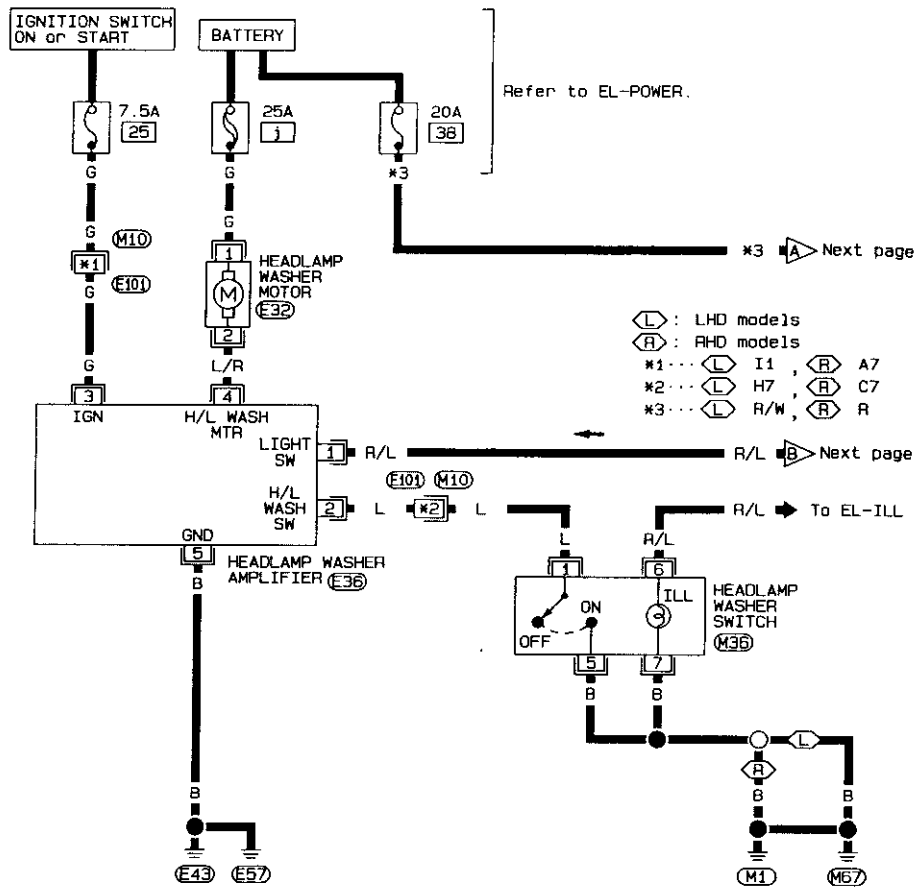 IGNITION SWITCH
ON or START
BATTERY
Refer to EL-POWER.
7.5A
25
25A
j
20A
38
G
G
*3
G
G
M10
*1
E101
G
1
HEADLAMP
WASHER
MOTOR
E32
M
2
*3
A
Next page
L : LHD models
R : RHD models
*1 ··· L I1 , R A7
*2 ··· L H7 , R C7
*3 ··· L R/W , R R
G
L/R
3
4
IGN
H/L WASH
MTR
LIGHT
SW
1
R/L
R/L
B
Next page
E101
M10
H/L
WASH
SW
2
L
*2
L
R/L
To EL-ILL
GND
5
HEADLAMP WASHER
AMPLIFIER E36
B
L
R/L
1
6
ILL
ON
OFF
HEADLAMP
WASHER
SWITCH
M36
5
7
B
B
L
R
B
B
B
E43
E57
M1
M67